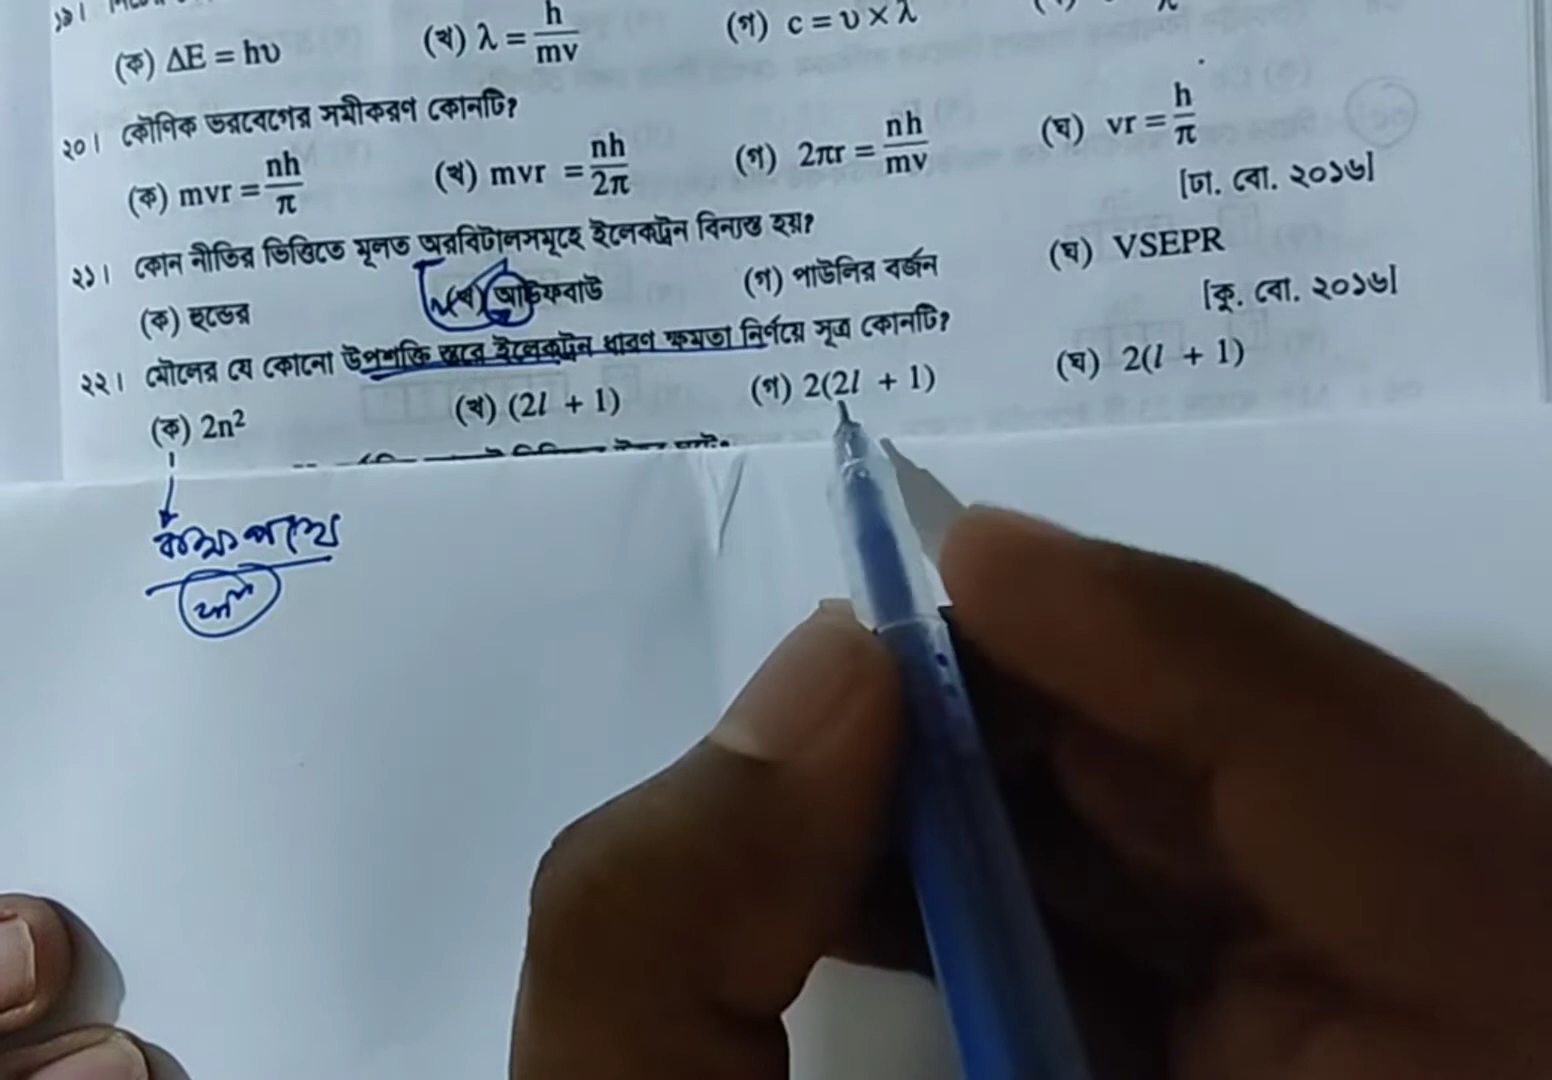 ১৯।
(ক) ΔE = hυ (খ) λ = h/mv (গ) c = υ × λ
২০। কৌণিক ভরবেগের সমীকরণ কোনটি?
(ক) mvr = nh/π (খ) mvr = nh/2π (গ) 2πr = nh/mv (ঘ) vr = h/π
[ঢা. বো. ২০১৬]
২১। কোন নীতির ভিত্তিতে মূলত অরবিটালসমূহে ইলেকট্রন বিন্যস্ত হয়?
(ক) হুন্ডের (খ) আউফবাউ (গ) পাউলির বর্জন (ঘ) VSEPR
[কু. বো. ২০১৬]
২২। মৌলের যে কোনো উপশক্তি স্তরে ইলেকট্রন ধারণ ক্ষমতা নির্ণয়ে সূত্র কোনটি?
(ক) 2n² (খ) (2l + 1) (গ) 2(2l + 1) (ঘ) 2(l + 1)